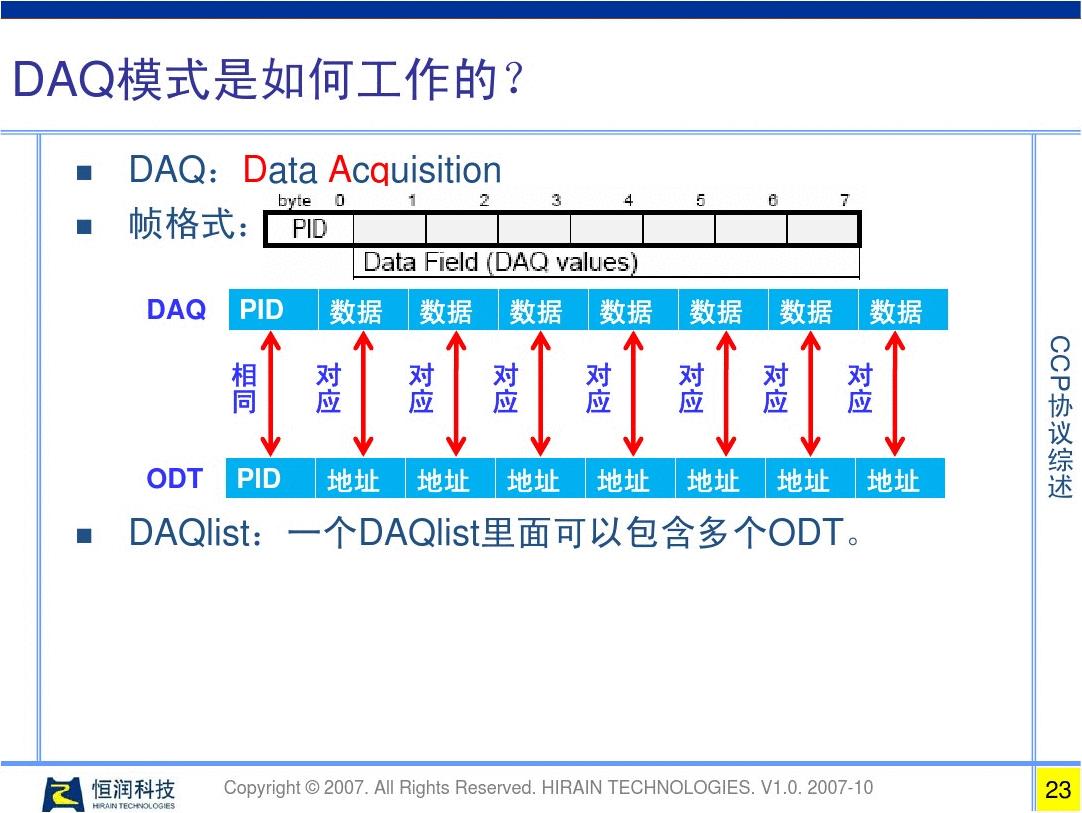 DAQ模式是如何工作的?
DAQ：Data Acquisition
byte 0 1 2 3 4 5 6 7
帧格式：
PID
Data Field (DAQ values)
DAQ PID 数据 数据 数据 数据 数据 数据 数据
相同 对应 对应 对应 对应 对应 对应 对应
ODT PID 地址 地址 地址 地址 地址 地址 地址
DAQlist：一个DAQlist里面可以包含多个ODT。
CCP协议综述
恒润科技
HIRAIN TECHNOLOGIES
Copyright © 2007. All Rights Reserved. HIRAIN TECHNOLOGIES. V1.0. 2007-10
23